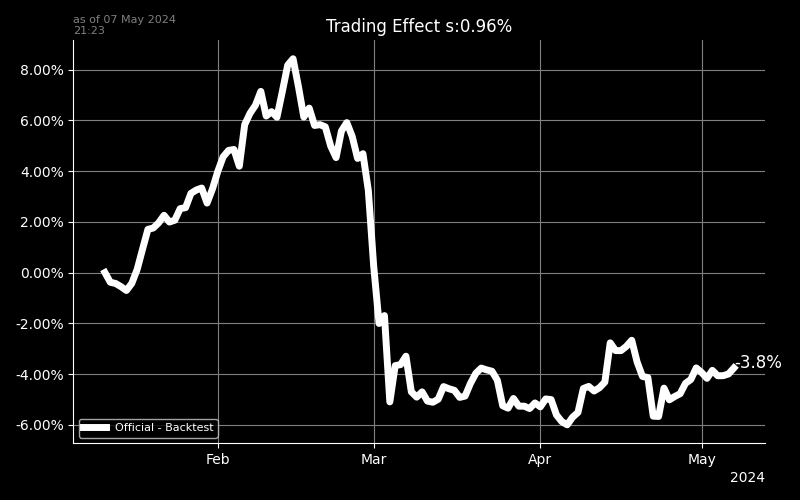 as of 07 May 2024
21:23
Trading Effect s:0.96%
8.00%
6.00%
4.00%
2.00%
0.00%
-2.00%
-4.00%
-6.00%
-3.8%
Official - Backtest
Feb
Mar
Apr
May
2024